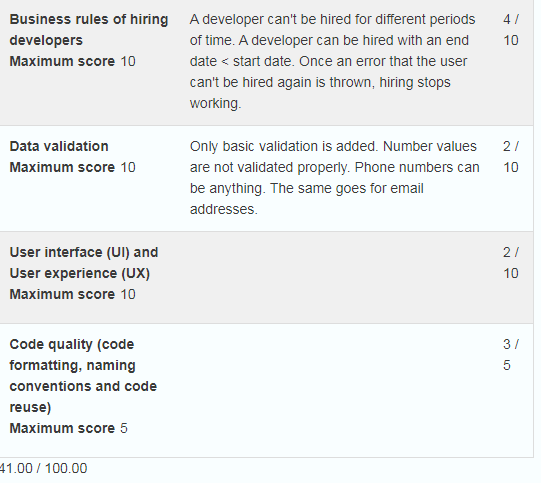 Business rules of hiring developers
Maximum score 10
A developer can't be hired for different periods
of time. A developer can be hired with an end
date < start date. Once an error that the user
can't be hired again is thrown, hiring stops
working.
4 /
10
Data validation
Maximum score 10
Only basic validation is added. Number values
are not validated properly. Phone numbers can
be anything. The same goes for email
addresses.
2 /
10
User interface (UI) and
User experience (UX)
Maximum score 10
2 /
10
Code quality (code
formatting, naming
conventions and code
reuse)
Maximum score 5
3 /
5
41.00 / 100.00